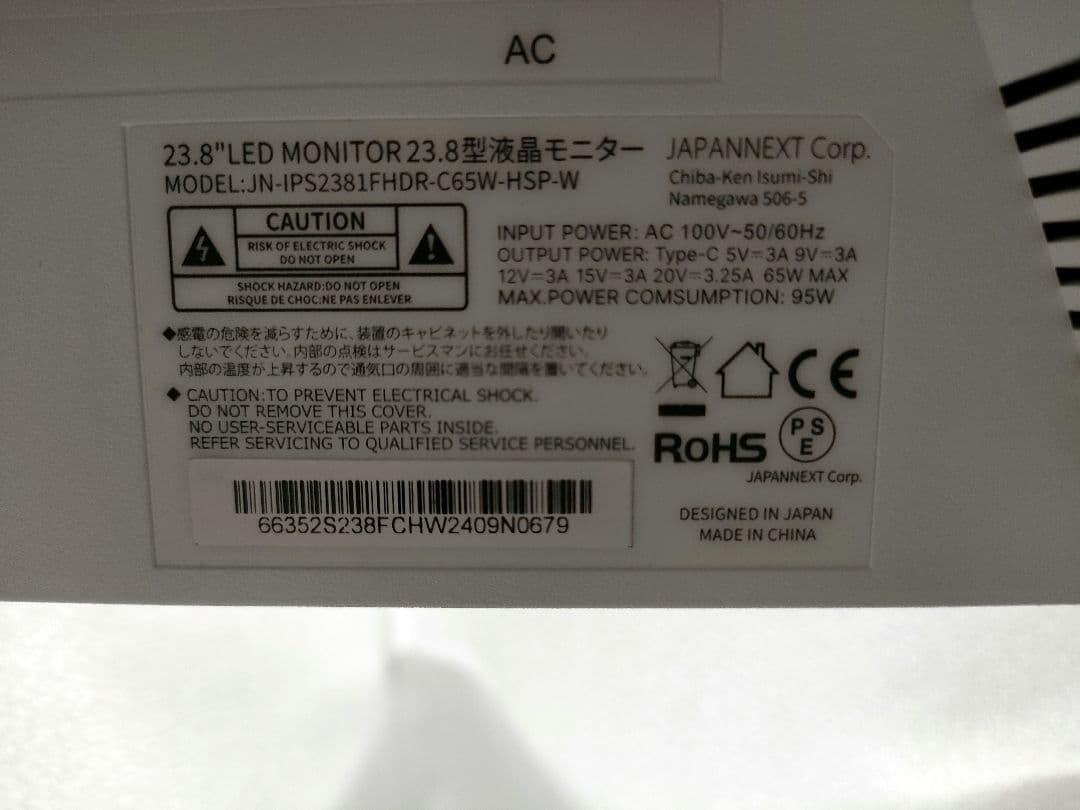 AC
23.8"LED MONITOR 23.8型液晶モニター
MODEL:JN-IPS2381FHDR-C65W-HSP-W
JAPANNEXT Corp.
Chiba-Ken Isumi-Shi
Namegawa 506-5
CAUTION
RISK OF ELECTRIC SHOCK
DO NOT OPEN
SHOCK HAZARD:DO NOT OPEN
RISQUE DE CHOC:NE PAS ENLEVER
INPUT POWER: AC 100V~50/60Hz
OUTPUT POWER: Type-C 5V⎓3A 9V⎓3A
12V⎓3A 15V⎓3A 20V⎓3.25A 65W MAX
MAX.POWER COMSUMPTION: 95W
◆感電の危険を減らすために、装置のキャビネットを外したり開いたり
しないでください。内部の点検はサービスマンにお任せください。
内部の温度が上昇するので通気口の周囲に適当な間隔を置いてください。
◆ CAUTION:TO PREVENT ELECTRICAL SHOCK.
DO NOT REMOVE THIS COVER.
NO USER-SERVICEABLE PARTS INSIDE.
REFER SERVICING TO QUALIFIED SERVICE PERSONNEL.
CE
RoHS
PS
E
JAPANNEXT Corp.
66352S238FCHW2409N0679
DESIGNED IN JAPAN
MADE IN CHINA